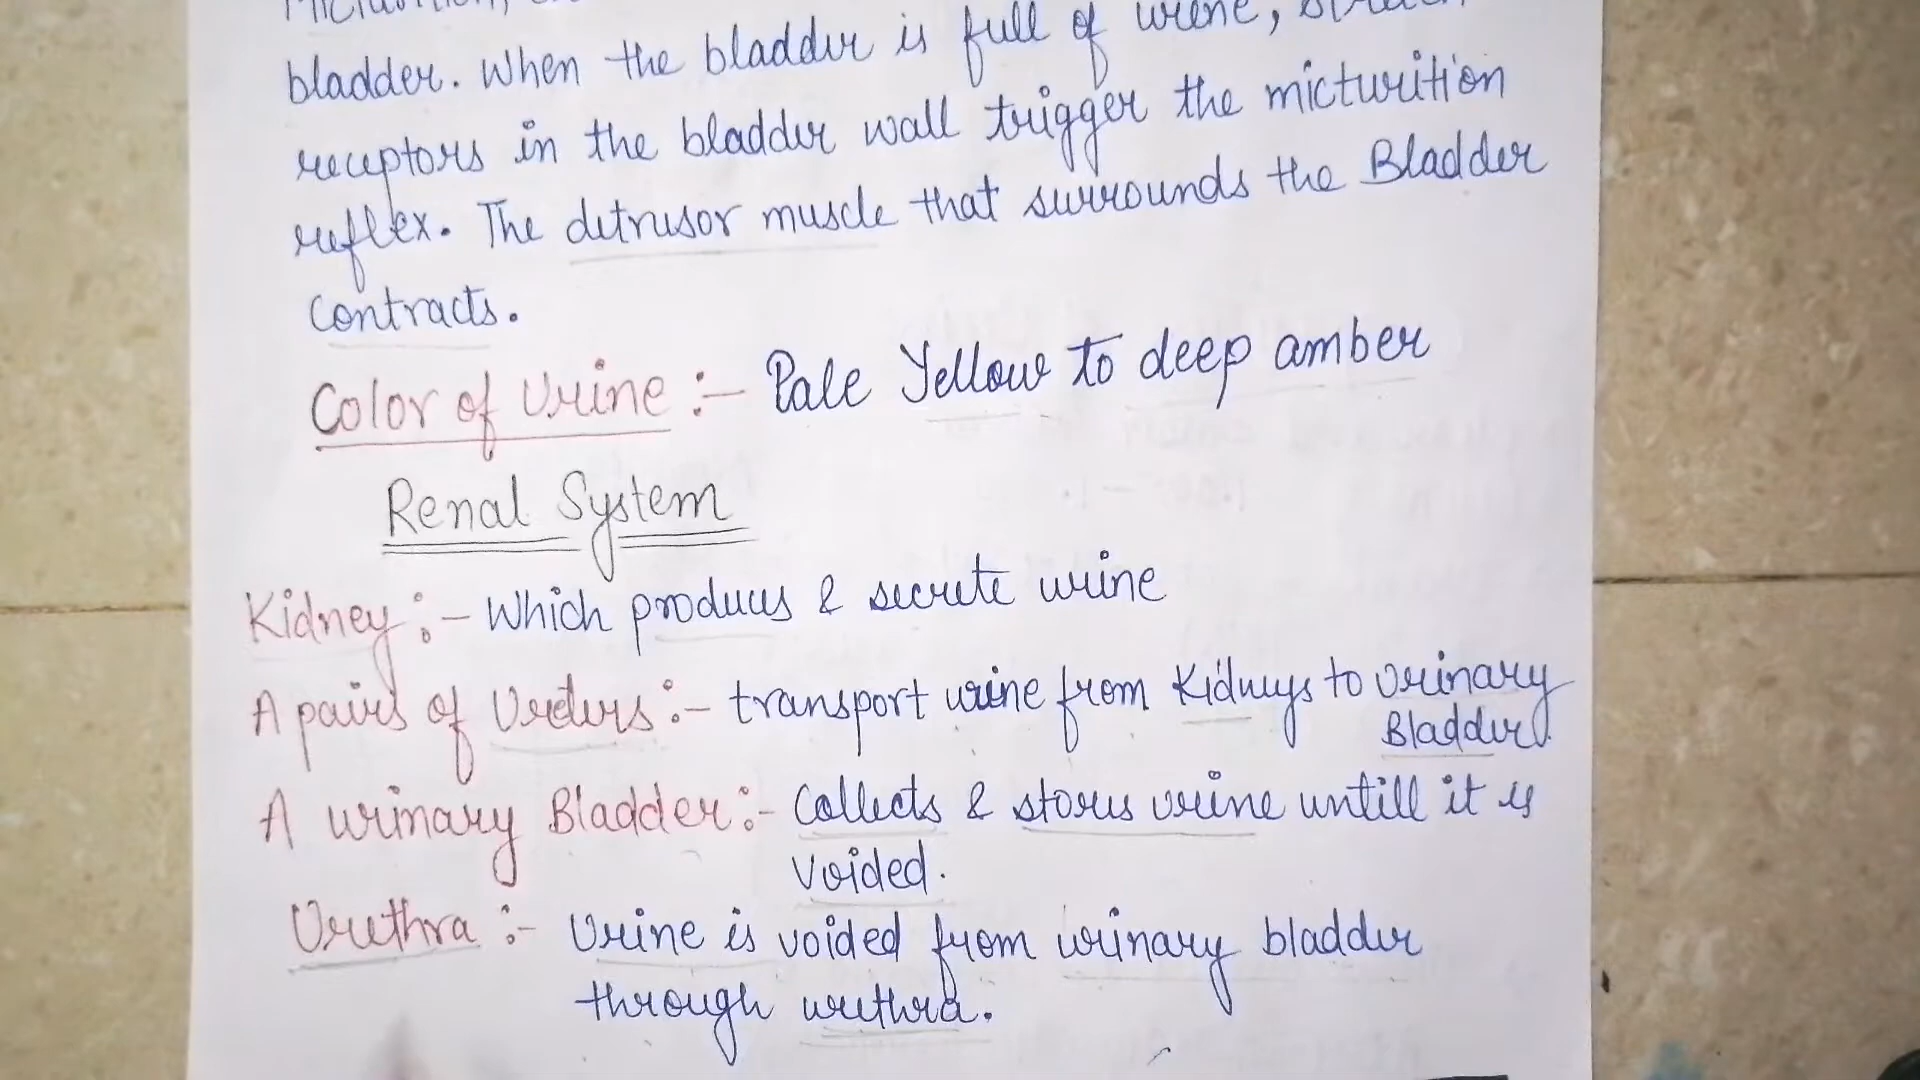 bladder. When the bladder is full of urine, stretch
receptors in the bladder wall trigger the micturition
reflex. The detrusor muscle that surrounds the Bladder
contracts.
Color of Urine :- Pale Yellow to deep amber
Renal System
Kidney :- Which produces & secrete urine
A pairs of Ureters :- transport urine from Kidneys to Urinary
Bladder.
A urinary Bladder :- Collects & stores urine untill it is
Voided.
Urethra :- Urine is voided from urinary bladder
through urethra.